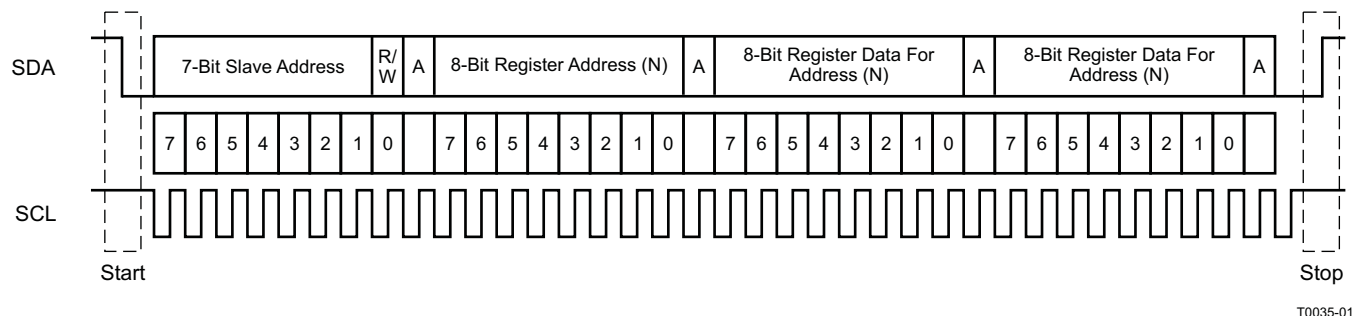 SDA
7-Bit Slave Address
R/
W
A
8-Bit Register Address (N)
A
8-Bit Register Data For
Address (N)
A
8-Bit Register Data For
Address (N)
A
7 6 5 4 3 2 1 0 7 6 5 4 3 2 1 0 7 6 5 4 3 2 1 0 7 6 5 4 3 2 1 0
SCL
Start
Stop
T0035-01